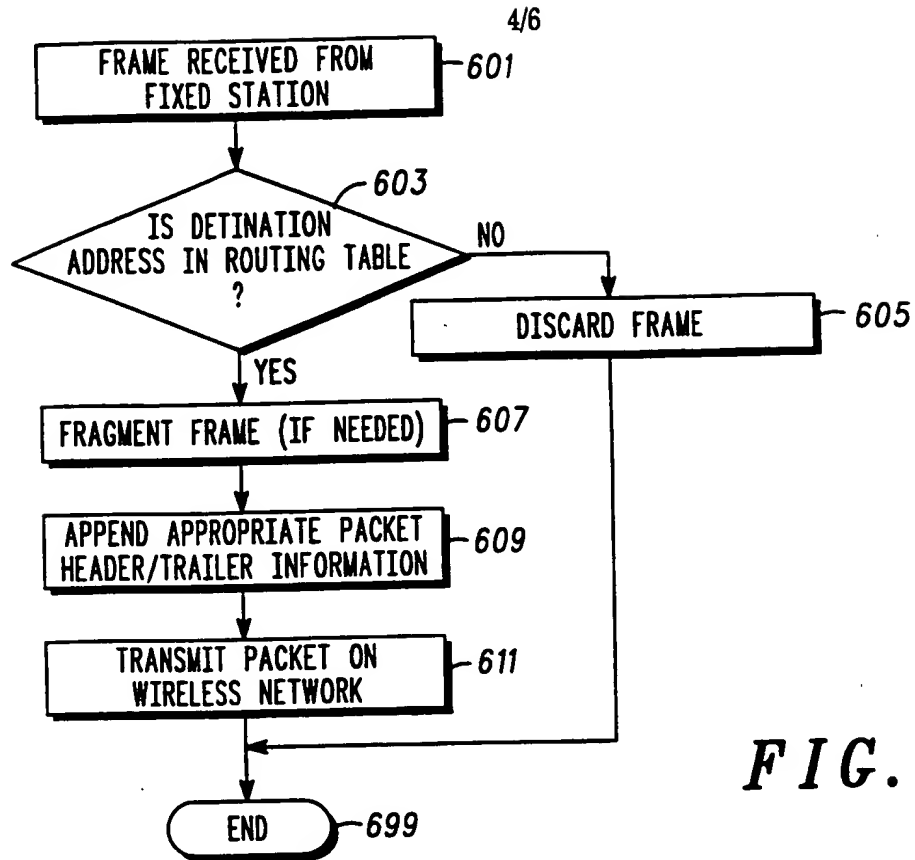 4/6
FRAME RECEIVED FROM
FIXED STATION
601
603
IS DETINATION
ADDRESS IN ROUTING TABLE
?
NO
DISCARD FRAME
605
YES
FRAGMENT FRAME (IF NEEDED)
607
APPEND APPROPRIATE PACKET
HEADER/TRAILER INFORMATION
609
TRANSMIT PACKET ON
WIRELESS NETWORK
611
FIG.
END
699